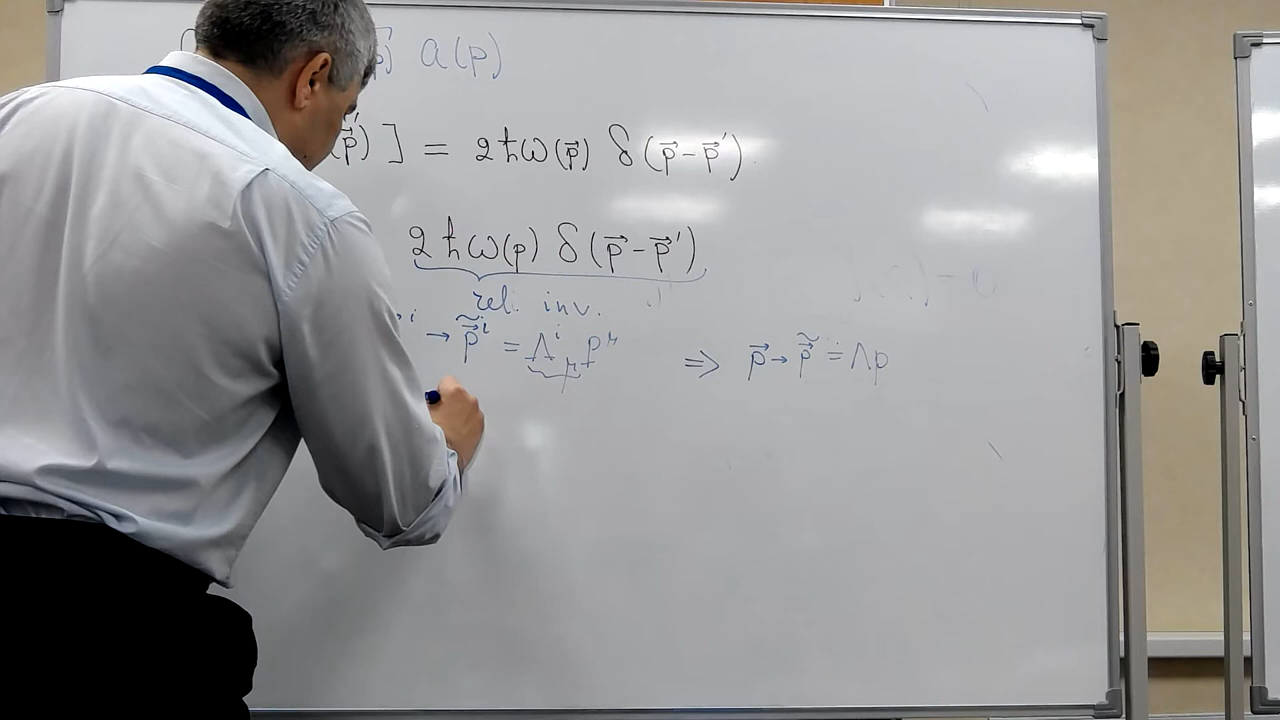 a(p)
(p⃗′) ] = 2ħω(p⃗) δ(p⃗−p⃗′)
2ħω(p) δ(p⃗−p⃗′)
rel. inv.
→ p̃⃗ⁱ = Λⁱ_μ p^μ ⇒ p⃗→p̃⃗ = Λp